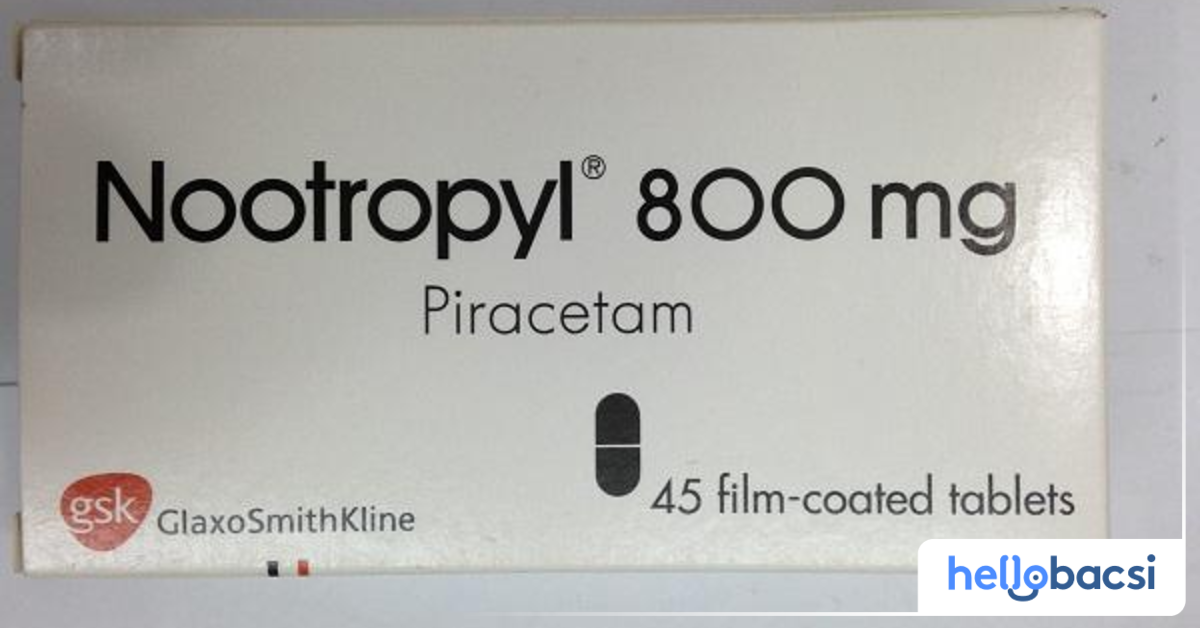 Nootropyl® 800 mg
Piracetam
45 film-coated tablets
gsk GlaxoSmithKline
hellobacsi